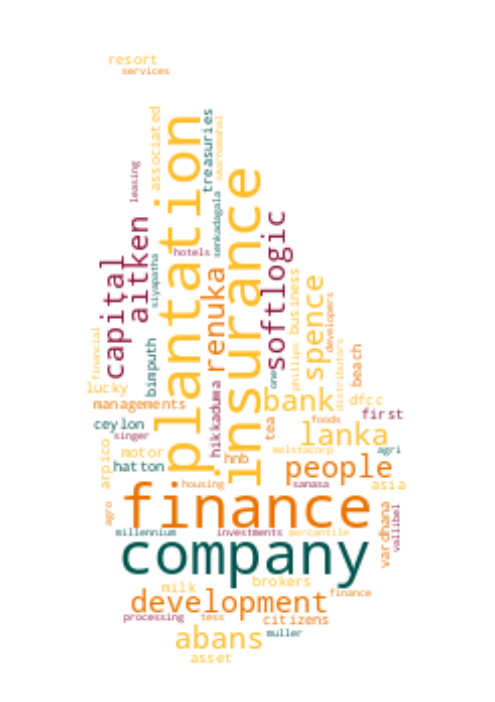 resort
services
associated
treasuries
swarnamahal
plantation
leasing
insurance
senkadagala
softlogic
aitken
hotels
capital
siyapatha
renuka
spence
business
developers
financial
bimputh
phillips
distributors
beach
one
lucky
hikkaduma
bank
dfcc
managements
first
ceylon
tea
foods
lanka
singer
motor
arpico
hnb
melstacorp
agri
hatton
people
housing
sanasa
asia
finance
agro
vardhana
vallibel
millennium
investments
mercantile
company
milk
brokers
development
finance
processing
tess
citizens
abans
muller
asset